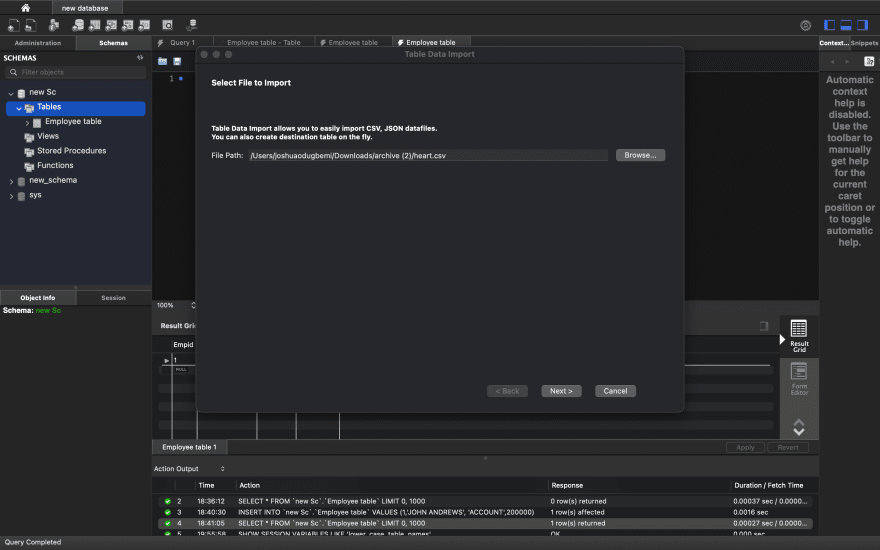 new database
Administration
Schemas
Query 1
Employee table - Table
Employee table
Employee table
Context...
Snippets
SCHEMAS
Filter objects
new Sc
Tables
Employee table
Views
Stored Procedures
Functions
new_schema
sys
Object Info
Session
Schema: new Sc
1
100%
Table Data Import
Select File to Import
Table Data Import allows you to easily import CSV, JSON datafiles.
You can also create destination table on the fly.
File Path: /Users/joshuaodugbemi/Downloads/archive (2)/heart.csv
Browse...
< Back
Next >
Cancel
Automatic
context
help is
disabled.
Use the
toolbar to
manually
get help
for the
current
caret
position or
to toggle
automatic
help.
Result Gri
Empid
1
NULL
Result
Grid
Form
Editor
Employee table 1
Apply
Revert
Action Output
Time Action Response Duration / Fetch Time
2 18:36:12 SELECT * FROM `new Sc`.`Employee table` LIMIT 0, 1000 0 row(s) returned 0.00037 sec / 0.0000...
3 18:40:30 INSERT INTO `new Sc`.`Employee table` VALUES (1,'JOHN ANDREWS', 'ACCOUNT',200000) 1 row(s) affected 0.0016 sec
4 18:41:05 SELECT * FROM `new Sc`.`Employee table` LIMIT 0, 1000 1 row(s) returned 0.00027 sec / 0.0000...
5 19:55:58 SHOW SESSION VARIABLES LIKE 'lower_case_table_names' OK 0.000 sec
Query Completed